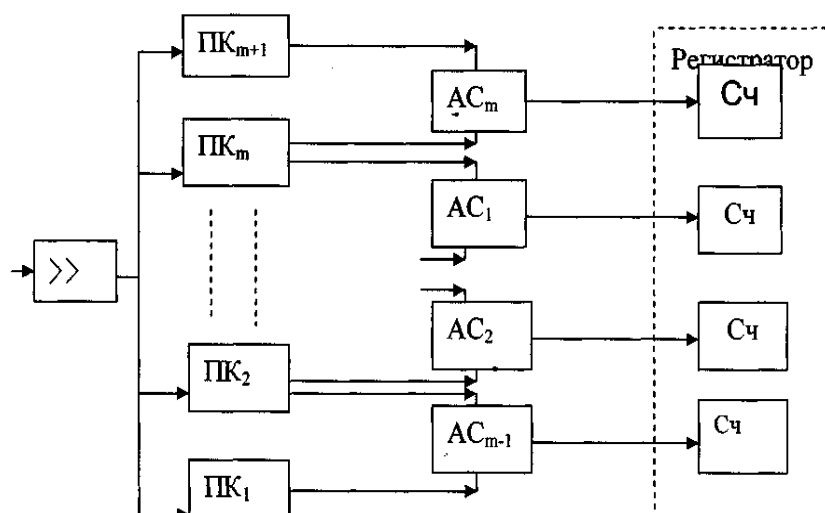 ПКm+1
Регистратор
АСm
Сч
ПКm
АС1
Сч
>>
АС2
Сч
ПК2
АСm-1
Сч
ПК1